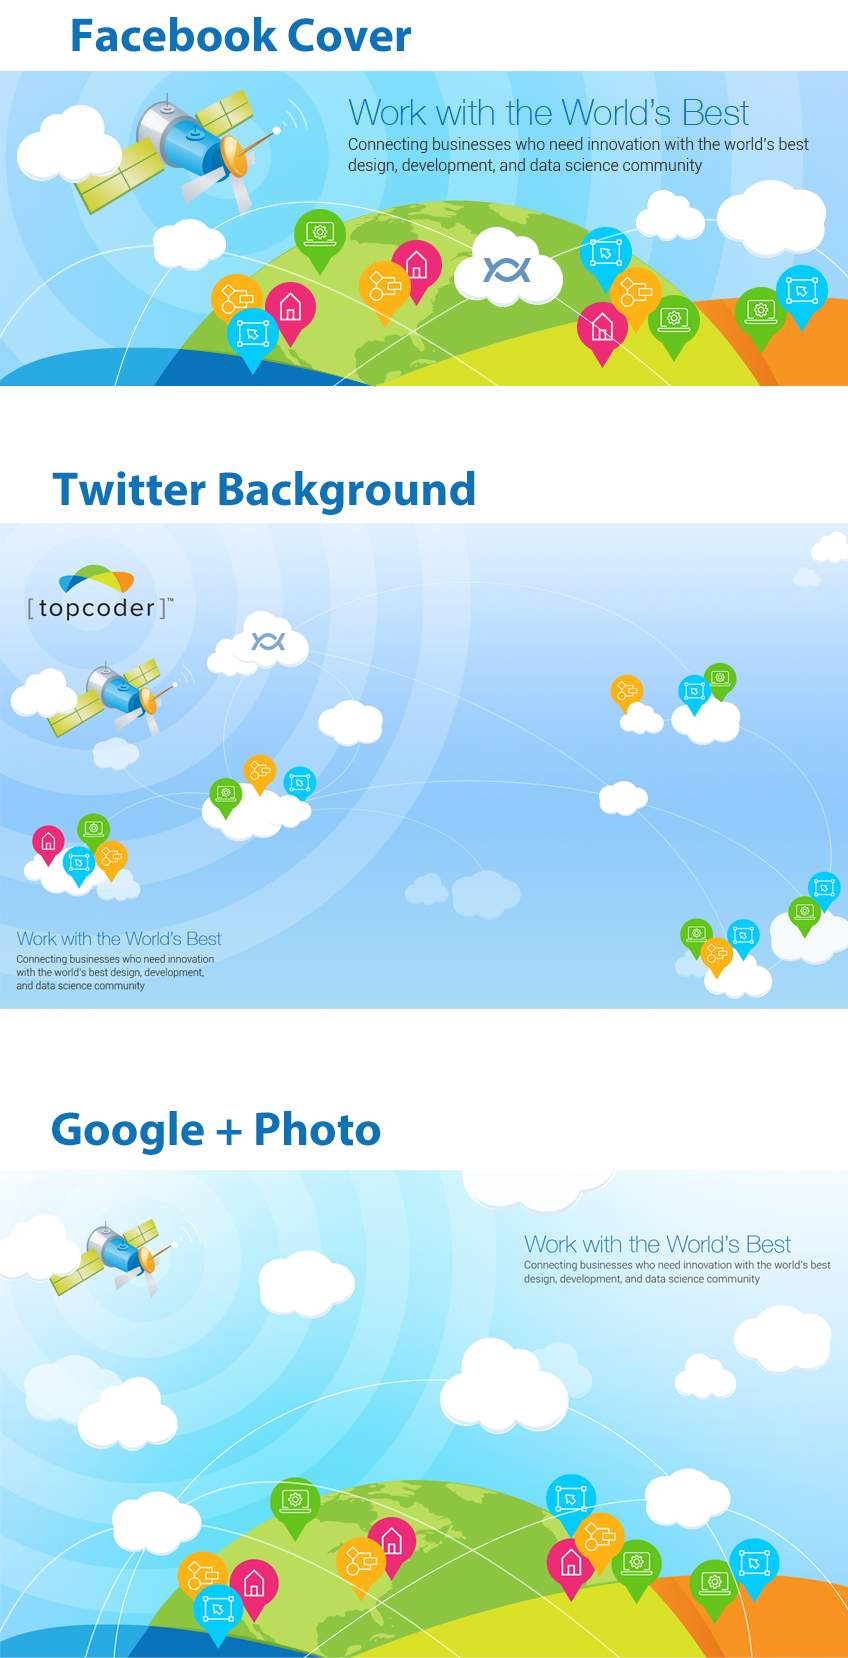 Facebook Cover
Work with the World's Best
Connecting businesses who need innovation with the world's best
design, development, and data science community
Twitter Background
[topcoder]™
Work with the World's Best
Connecting businesses who need innovation
with the world's best design, development,
and data science community
Google + Photo
Work with the World's Best
Connecting businesses who need innovation with the world's best
design, development, and data science community